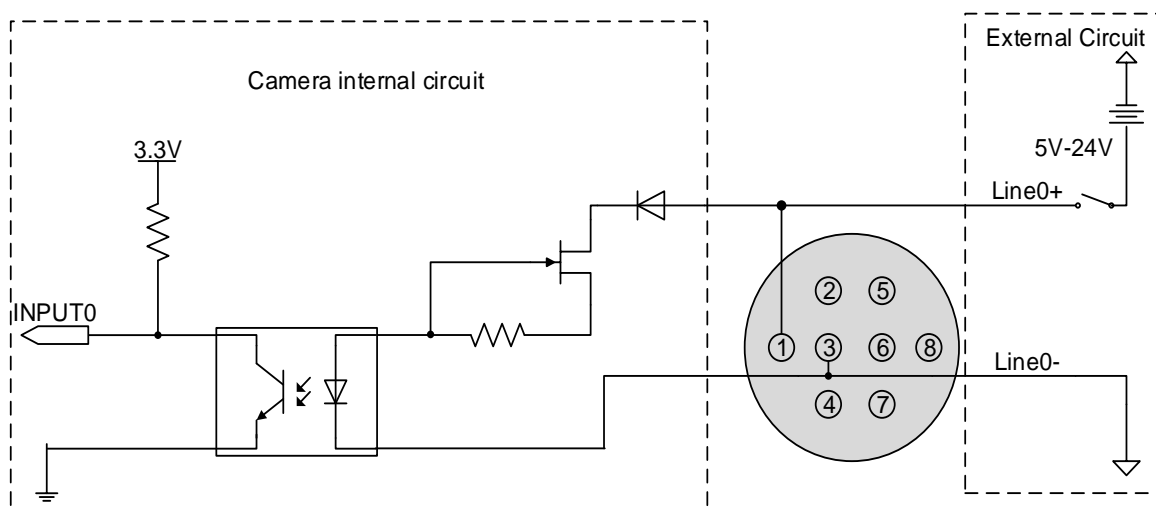 External Circuit
Camera internal circuit
3.3V
5V-24V
Line0+
INPUT0
2 5
1 3 6 8
Line0-
4 7